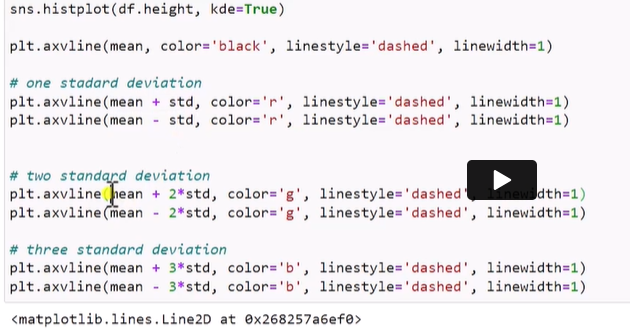 sns.histplot(df.height, kde=True)
plt.axvline(mean, color='black', linestyle='dashed', linewidth=1)
# one stadard deviation
plt.axvline(mean + std, color='r', linestyle='dashed', linewidth=1)
plt.axvline(mean - std, color='r', linestyle='dashed', linewidth=1)
# two standard deviation
plt.axvline(mean + 2*std, color='g', linestyle='dashed', linewidth=1)
plt.axvline(mean - 2*std, color='g', linestyle='dashed', linewidth=1)
# three standard deviation
plt.axvline(mean + 3*std, color='b', linestyle='dashed', linewidth=1)
plt.axvline(mean - 3*std, color='b', linestyle='dashed', linewidth=1)
<matplotlib.lines.Line2D at 0x268257a6ef0>